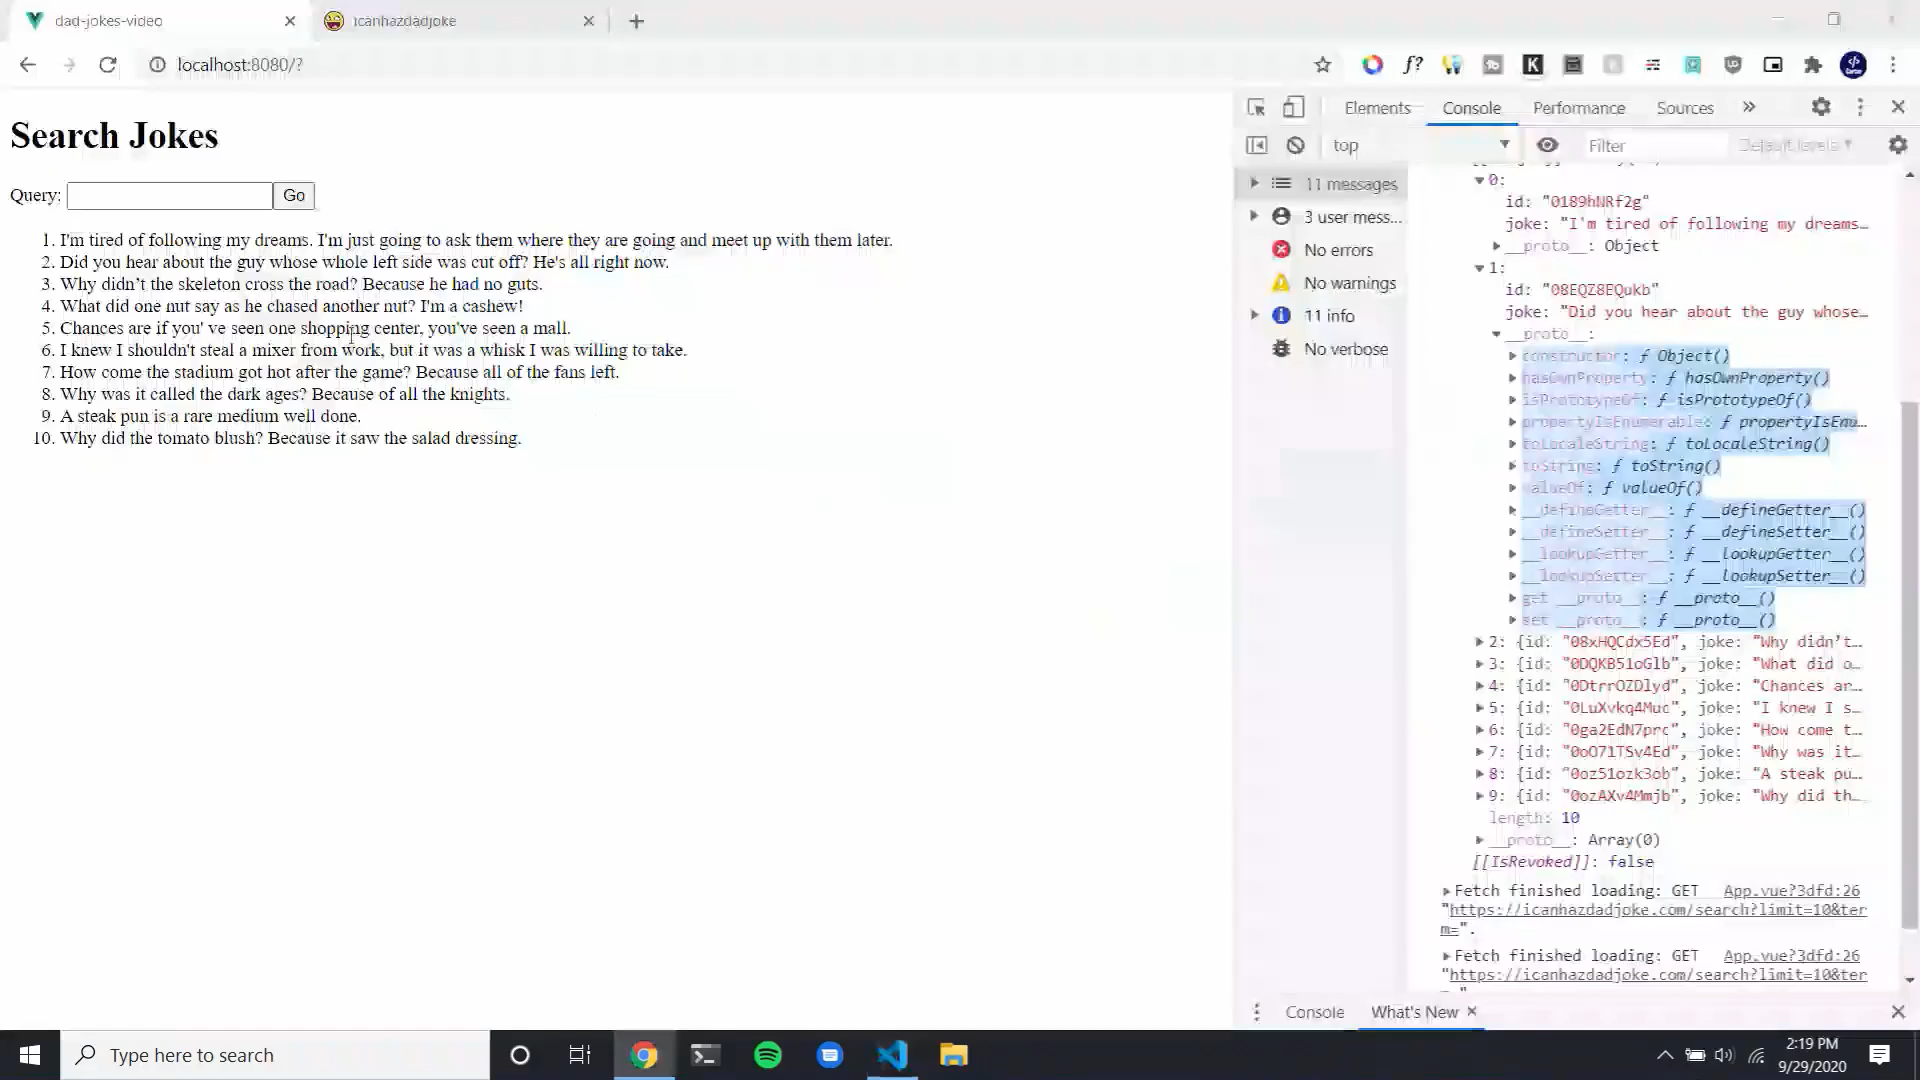 dad-jokes-video
icanhazdadjoke
localhost:8080/?
Search Jokes
Query:
Go
1. I'm tired of following my dreams. I'm just going to ask them where they are going and meet up with them later.
2. Did you hear about the guy whose whole left side was cut off? He's all right now.
3. Why didn’t the skeleton cross the road? Because he had no guts.
4. What did one nut say as he chased another nut? I'm a cashew!
5. Chances are if you' ve seen one shopping center, you've seen a mall.
6. I knew I shouldn't steal a mixer from work, but it was a whisk I was willing to take.
7. How come the stadium got hot after the game? Because all of the fans left.
8. Why was it called the dark ages? Because of all the knights.
9. A steak pun is a rare medium well done.
10. Why did the tomato blush? Because it saw the salad dressing.
Elements Console Performance Sources
top Filter Default levels
11 messages
3 user mess...
No errors
No warnings
11 info
No verbose
0:
id: "0189hNRf2g"
joke: "I'm tired of following my dreams…
__proto__: Object
1:
id: "08EQZ8EQukb"
joke: "Did you hear about the guy whose…
__proto__:
constructor: ƒ Object()
hasOwnProperty: ƒ hasOwnProperty()
isPrototypeOf: ƒ isPrototypeOf()
propertyIsEnumerable: ƒ propertyIsEnu…
toLocaleString: ƒ toLocaleString()
toString: ƒ toString()
valueOf: ƒ valueOf()
__defineGetter__: ƒ __defineGetter__()
__defineSetter__: ƒ __defineSetter__()
__lookupGetter__: ƒ __lookupGetter__()
__lookupSetter__: ƒ __lookupSetter__()
get __proto__: ƒ __proto__()
set __proto__: ƒ __proto__()
2: {id: "08xHQCdx5Ed", joke: "Why didn’t…
3: {id: "0DQKB51oGlb", joke: "What did o…
4: {id: "0DtrrOZDlyd", joke: "Chances ar…
5: {id: "0LuXvkq4Muc", joke: "I knew I s…
6: {id: "0ga2EdN7prc", joke: "How come t…
7: {id: "0oO71TSv4Ed", joke: "Why was it…
8: {id: "0oz51ozk3ob", joke: "A steak pu…
9: {id: "0ozAXv4Mmjb", joke: "Why did th…
length: 10
__proto__: Array(0)
[[IsRevoked]]: false
Fetch finished loading: GET App.vue?3dfd:26
"https://icanhazdadjoke.com/search?limit=10&ter
m=".
Fetch finished loading: GET App.vue?3dfd:26
"https://icanhazdadjoke.com/search?limit=10&ter
Console What's New
Type here to search
2:19 PM
9/29/2020